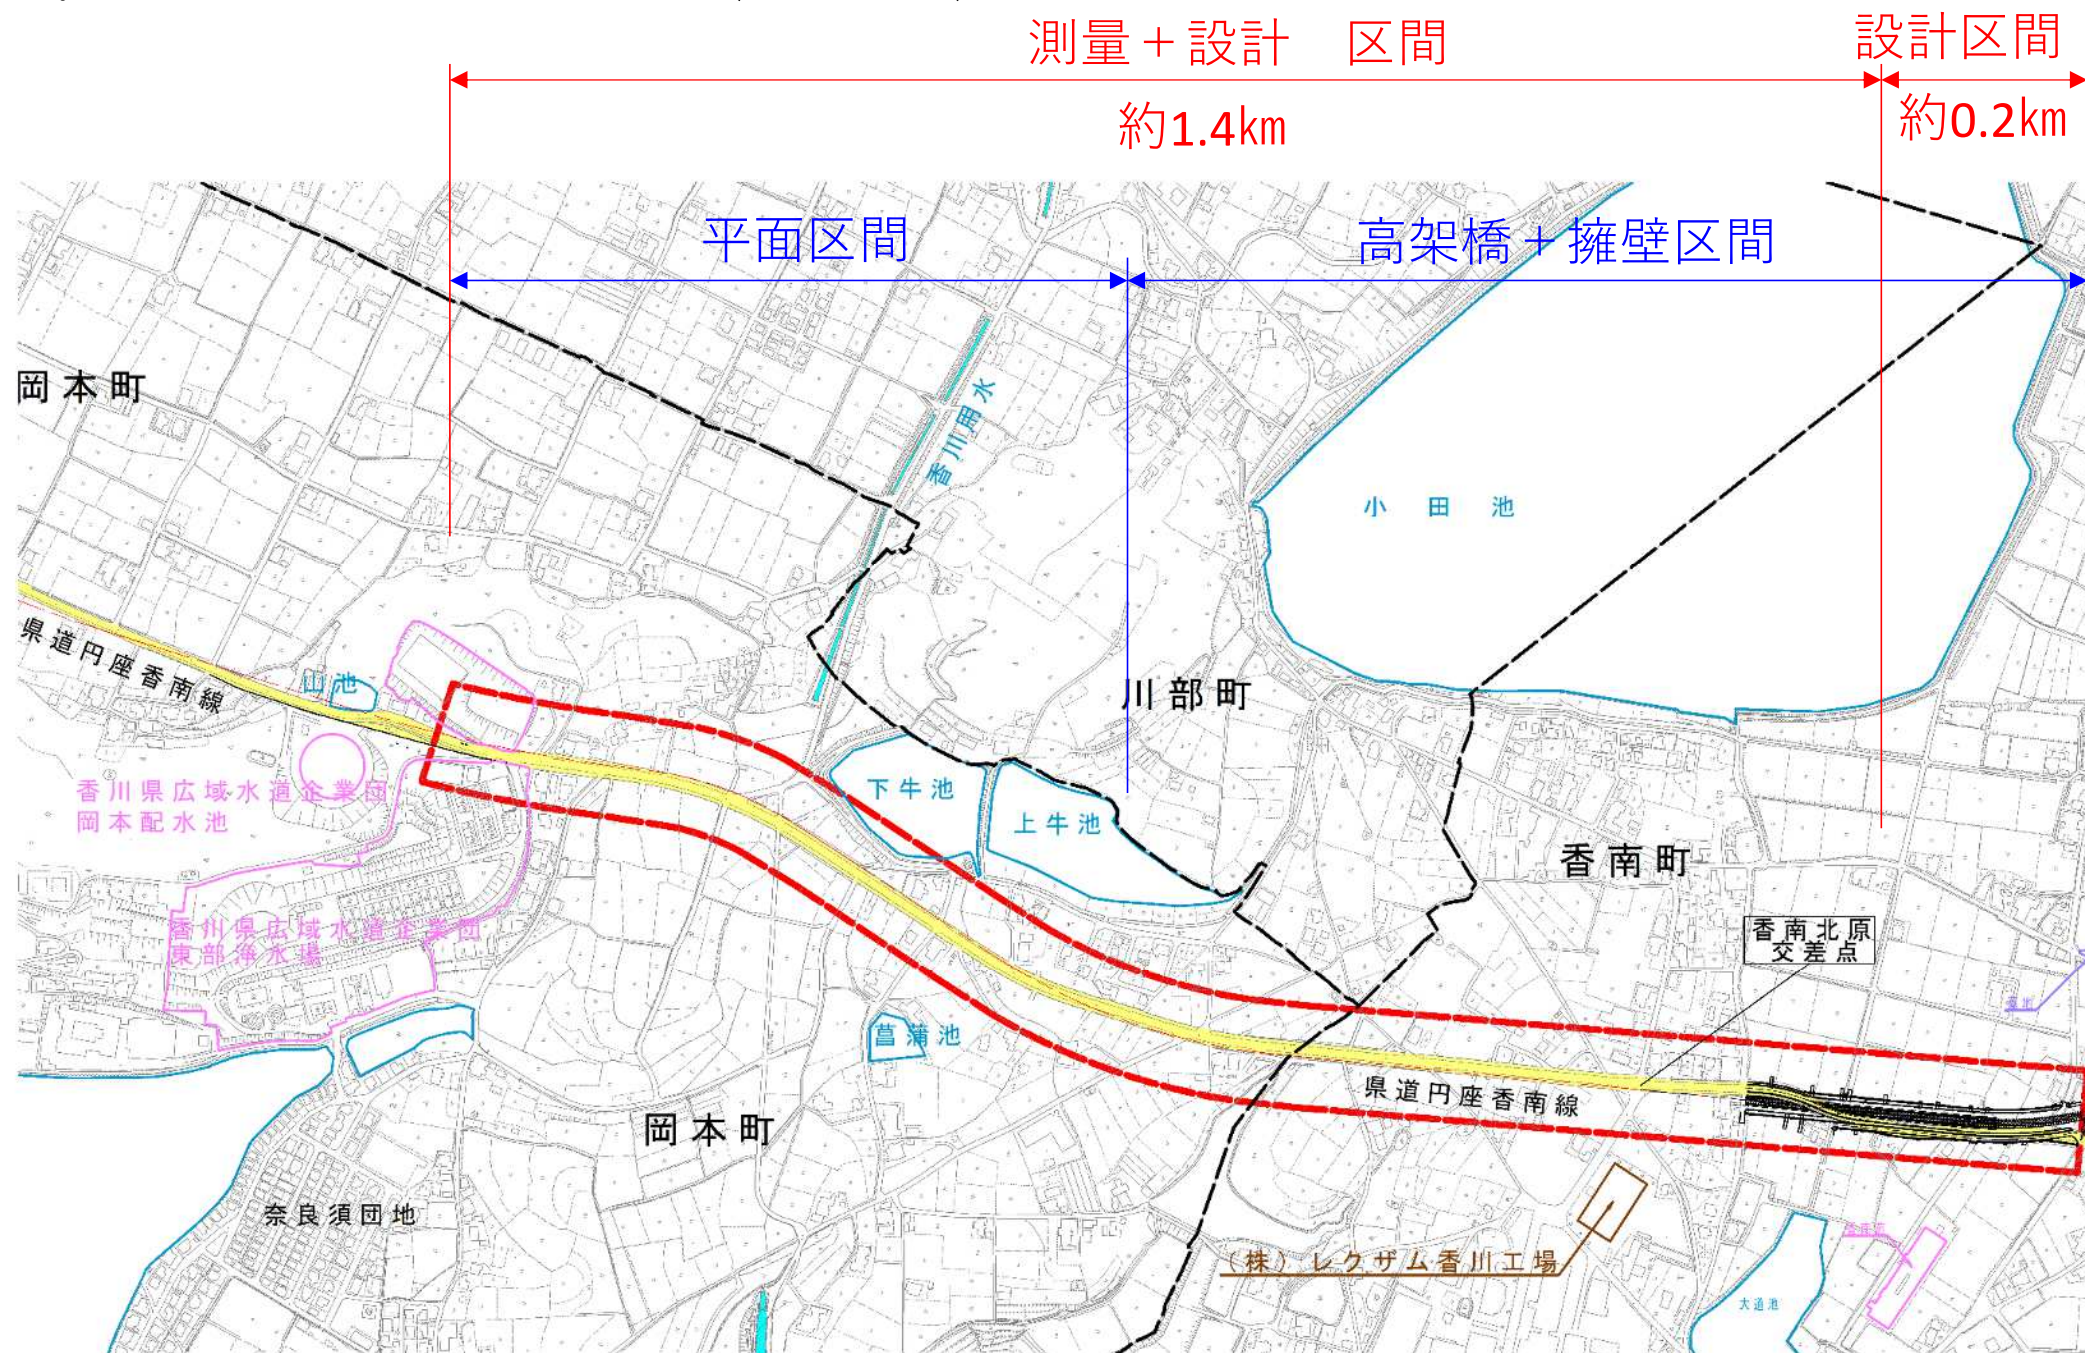 測量＋設計　区間
設計区間
約1.4㎞
約0.2㎞
平面区間
高架橋＋擁壁区間
岡本町
香川用水
小田池
県道円座香南線
山池
川部町
下牛池
上牛池
香川県広域水道企業団
岡本配水池
香南町
香川県広域水道企業団
東部浄水場
香南北原
交差点
菖蒲池
県道円座香南線
岡本町
奈良須団地
(株)レクザム香川工場
大道池